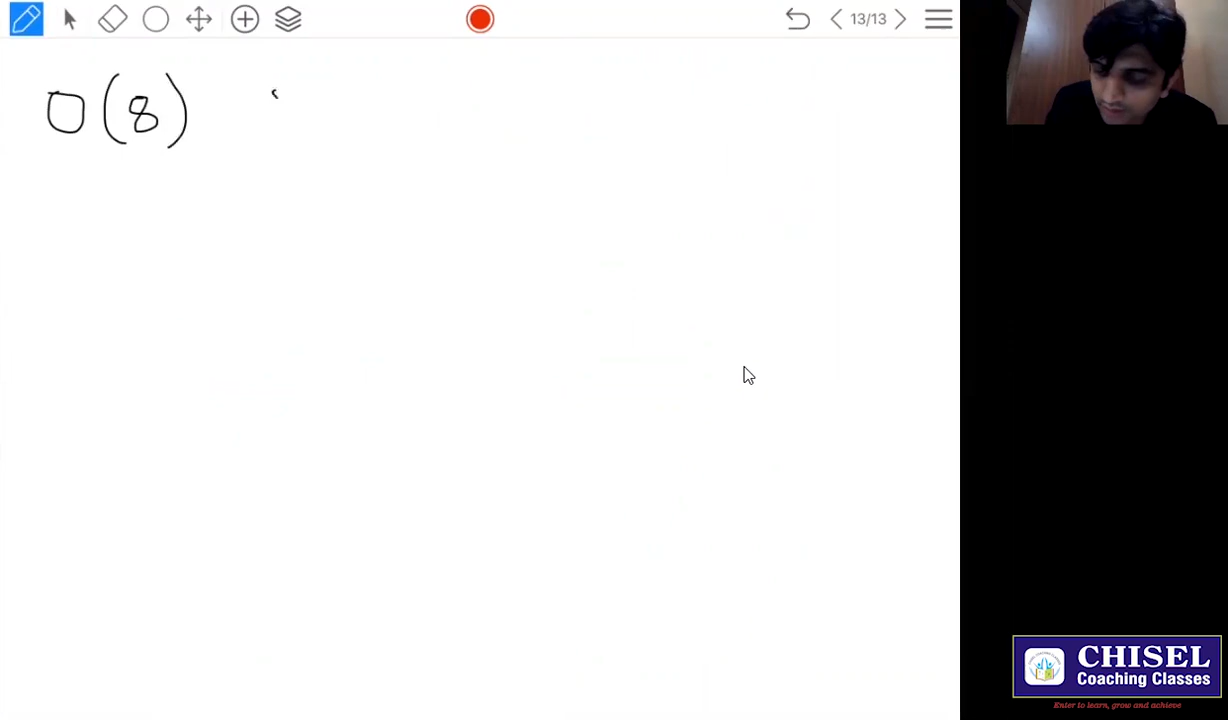 13/13
O (8)
CHISEL
Coaching Classes
Enter to learn, grow and achieve